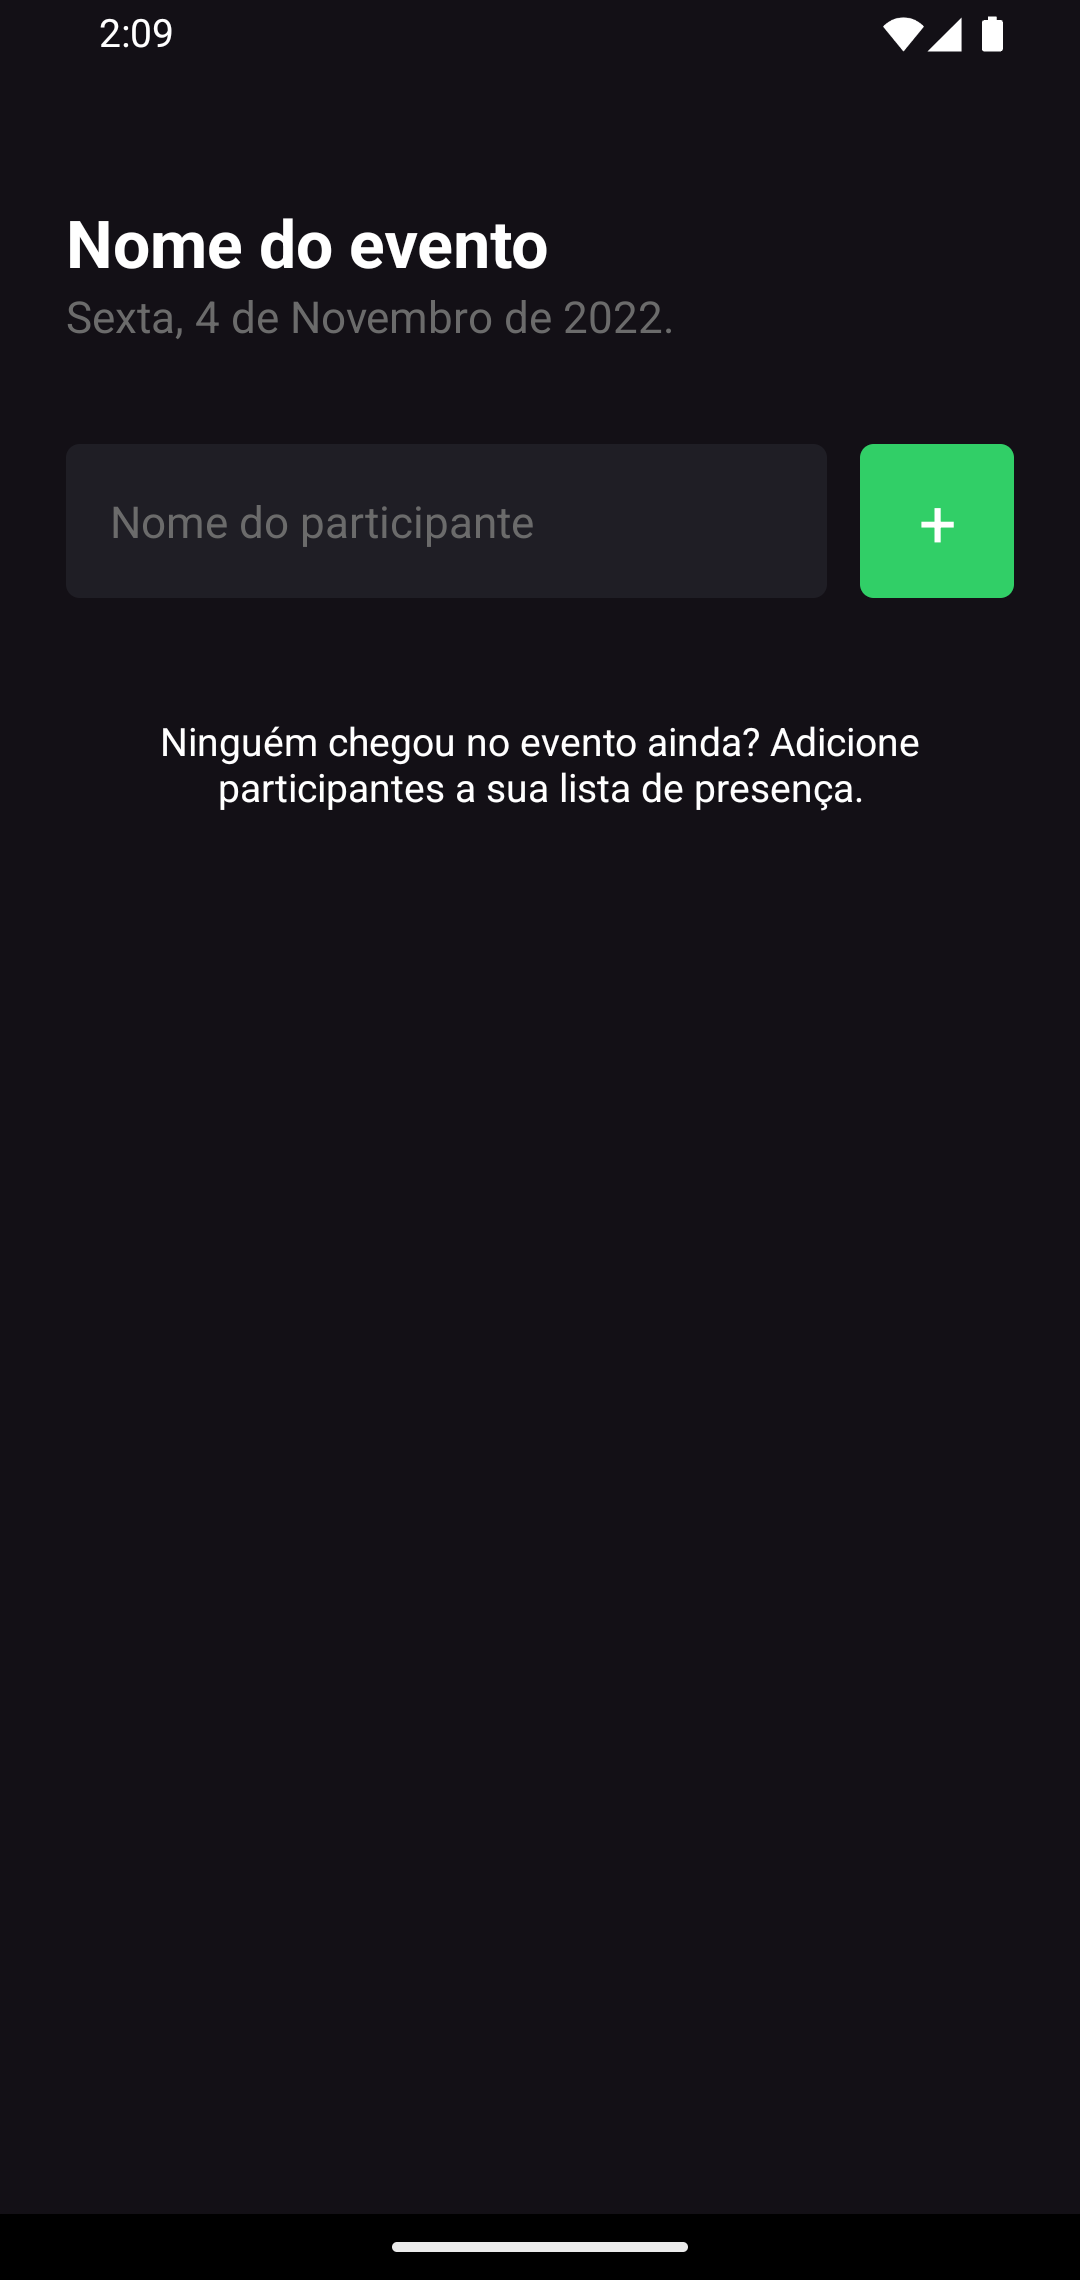 2:09
Nome do evento
Sexta, 4 de Novembro de 2022.
Nome do participante
+
Ninguém chegou no evento ainda? Adicione
participantes a sua lista de presença.